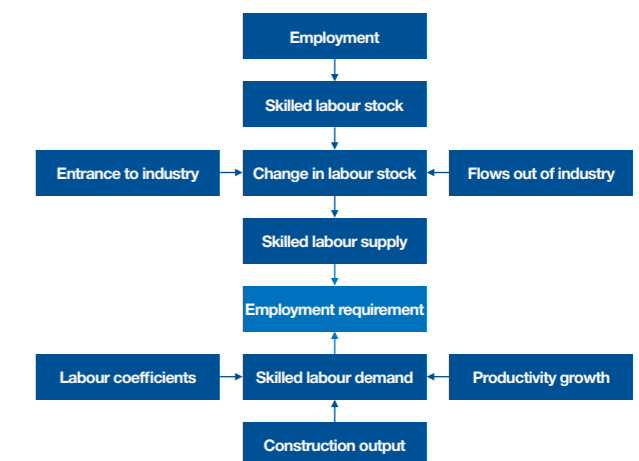 Employment
Skilled labour stock
Entrance to industry
Change in labour stock
Flows out of industry
Skilled labour supply
Employment requirement
Labour coefficients
Skilled labour demand
Productivity growth
Construction output